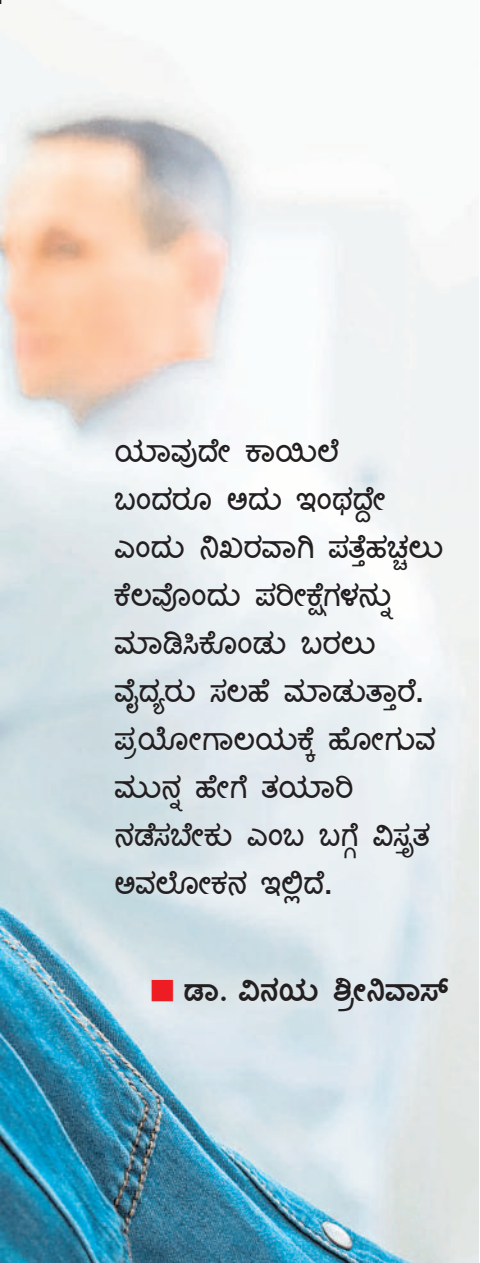 ಯಾವುದೇ ಕಾಯಿಲೆ
ಬಂದರೂ ಅದು ಇಂಥದ್ದೇ
ಎಂದು ನಿಖರವಾಗಿ ಪತ್ತೆಹಚ್ಚಲು
ಕೆಲವೊಂದು ಪರೀಕ್ಷೆಗಳನ್ನು
ಮಾಡಿಸಿಕೊಂಡು ಬರಲು
ವೈದ್ಯರು ಸಲಹೆ ಮಾಡುತ್ತಾರೆ.
ಪ್ರಯೋಗಾಲಯಕ್ಕೆ ಹೋಗುವ
ಮುನ್ನ ಹೇಗೆ ತಯಾರಿ
ನಡೆಸಬೇಕು ಎಂಬ ಬಗ್ಗೆ ವಿಸ್ತೃತ
ಅವಲೋಕನ ಇಲ್ಲಿದೆ.
■ ಡಾ. ವಿನಯ ಶ್ರೀನಿವಾಸ್